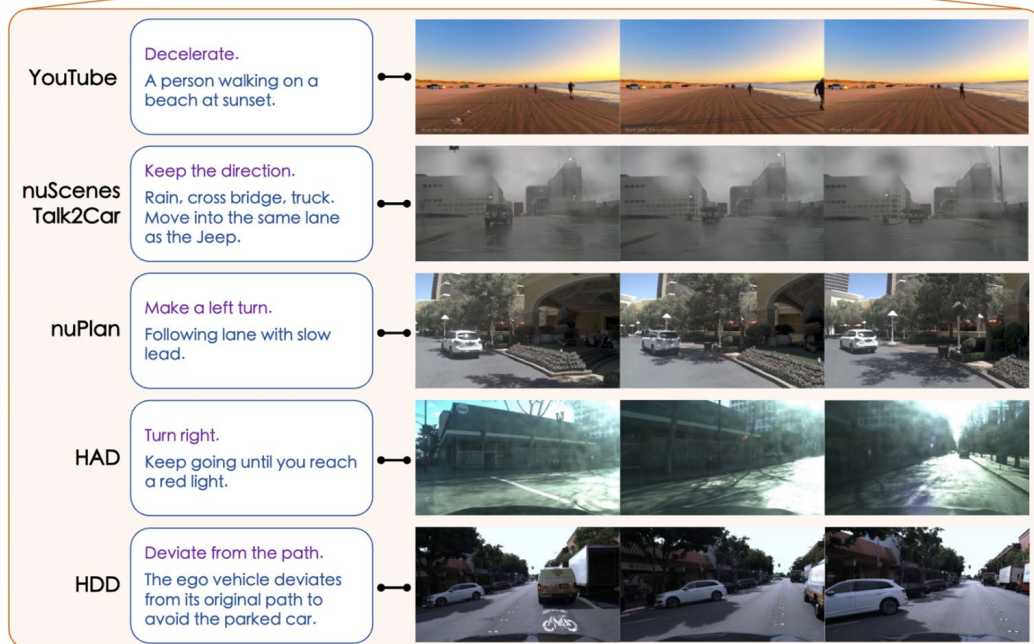 YouTube
Decelerate.
A person walking on a
beach at sunset.
nuScenes
Talk2Car
Keep the direction.
Rain, cross bridge, truck.
Move into the same lane
as the Jeep.
nuPlan
Make a left turn.
Following lane with slow
lead.
HAD
Turn right.
Keep going until you reach
a red light.
HDD
Deviate from the path.
The ego vehicle deviates
from its original path to
avoid the parked car.